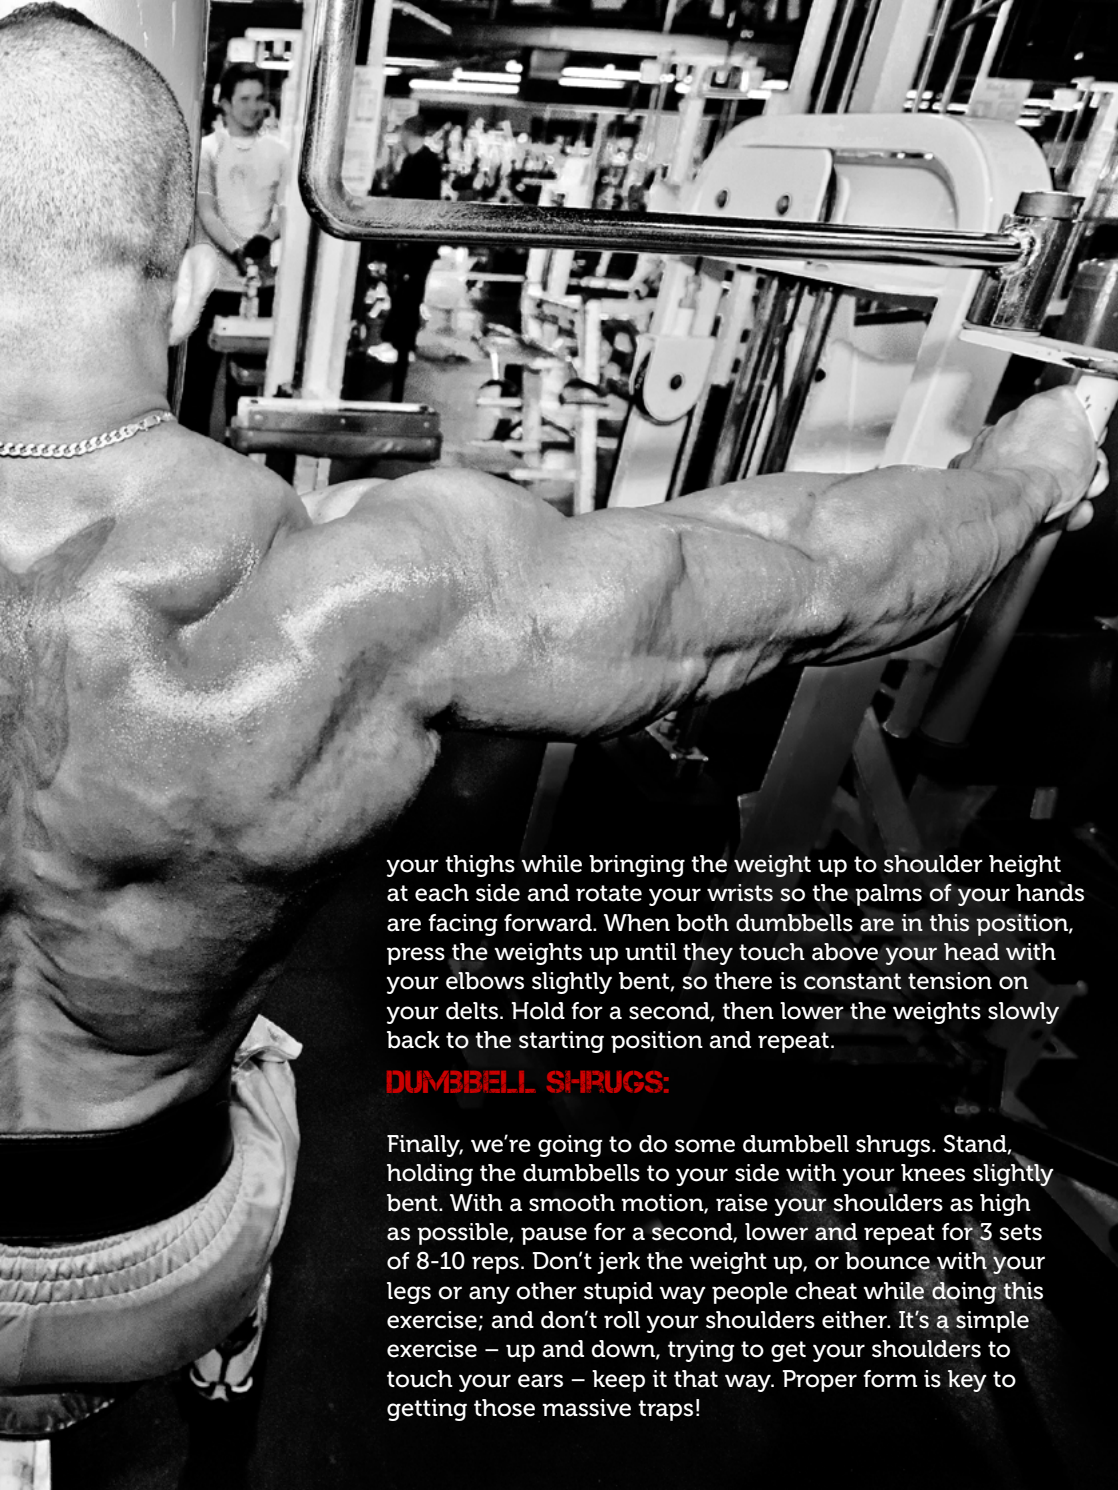 your thighs while bringing the weight up to shoulder height
at each side and rotate your wrists so the palms of your hands
are facing forward. When both dumbbells are in this position,
press the weights up until they touch above your head with
your elbows slightly bent, so there is constant tension on
your delts. Hold for a second, then lower the weights slowly
back to the starting position and repeat.
DUMBBELL SHRUGS:
Finally, we’re going to do some dumbbell shrugs. Stand,
holding the dumbbells to your side with your knees slightly
bent. With a smooth motion, raise your shoulders as high
as possible, pause for a second, lower and repeat for 3 sets
of 8-10 reps. Don’t jerk the weight up, or bounce with your
legs or any other stupid way people cheat while doing this
exercise; and don’t roll your shoulders either. It’s a simple
exercise – up and down, trying to get your shoulders to
touch your ears – keep it that way. Proper form is key to
getting those massive traps!